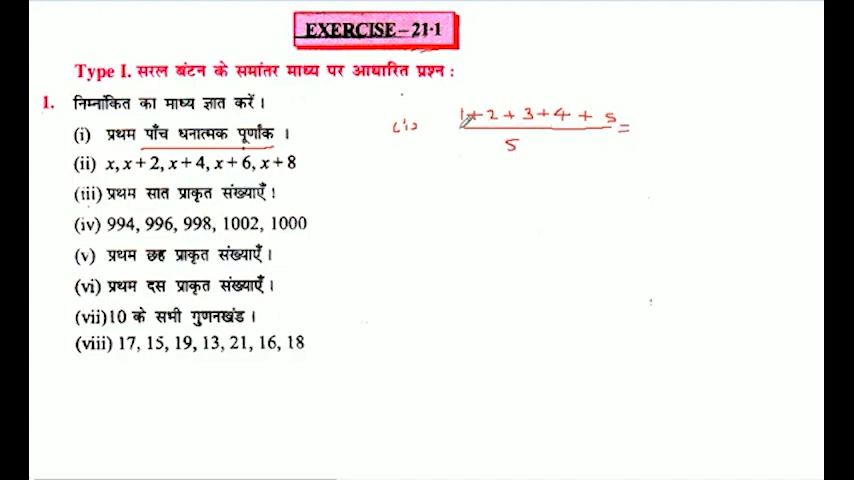 EXERCISE–21·1
Type I. सरल बंटन के समांतर माध्य पर आधारित प्रश्न :
1. निम्नांकित का माध्य ज्ञात करें।
(i) प्रथम पाँच धनात्मक पूर्णांक ।
(i) 1+2+3+4+5 =
5
(ii) x, x + 2, x + 4, x + 6, x + 8
(iii) प्रथम सात प्राकृत संख्याएँ।
(iv) 994, 996, 998, 1002, 1000
(v) प्रथम छह प्राकृत संख्याएँ।
(vi) प्रथम दस प्राकृत संख्याएँ।
(vii) 10 के सभी गुणनखंड।
(viii) 17, 15, 19, 13, 21, 16, 18